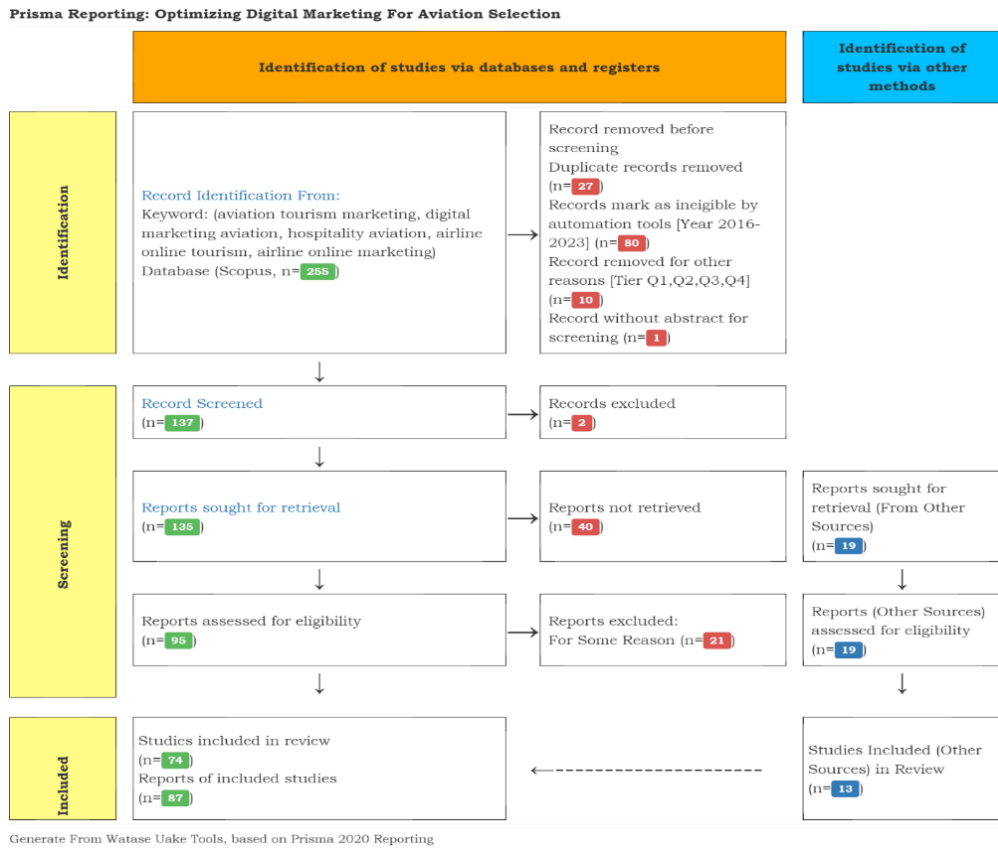 Prisma Reporting: Optimizing Digital Marketing For Aviation Selection
Identification of studies via databases and registers
Identification of
studies via other
methods
Identification
Record Identification From:
Keyword: (aviation tourism marketing, digital
marketing aviation, hospitality aviation, airline
online tourism, airline online marketing)
Database (Scopus, n=255)
Record removed before
screening
Duplicate records removed
(n=27)
Records mark as ineigible by
automation tools [Year 2016-
2023] (n=80)
Record removed for other
reasons [Tier Q1,Q2,Q3,Q4]
(n=10)
Record without abstract for
screening (n=1)
Screening
Record Screened
(n=137)
Records excluded
(n=2)
Reports sought for retrieval
(n=135)
Reports not retrieved
(n=40)
Reports sought for
retrieval (From Other
Sources)
(n=19)
Reports assessed for eligibility
(n=95)
Reports excluded:
For Some Reason (n=21)
Reports (Other Sources)
assessed for eligibility
(n=19)
Included
Studies included in review
(n=74)
Reports of included studies
(n=87)
Studies Included (Other
Sources) in Review
(n=13)
Generate From Watase Uake Tools, based on Prisma 2020 Reporting